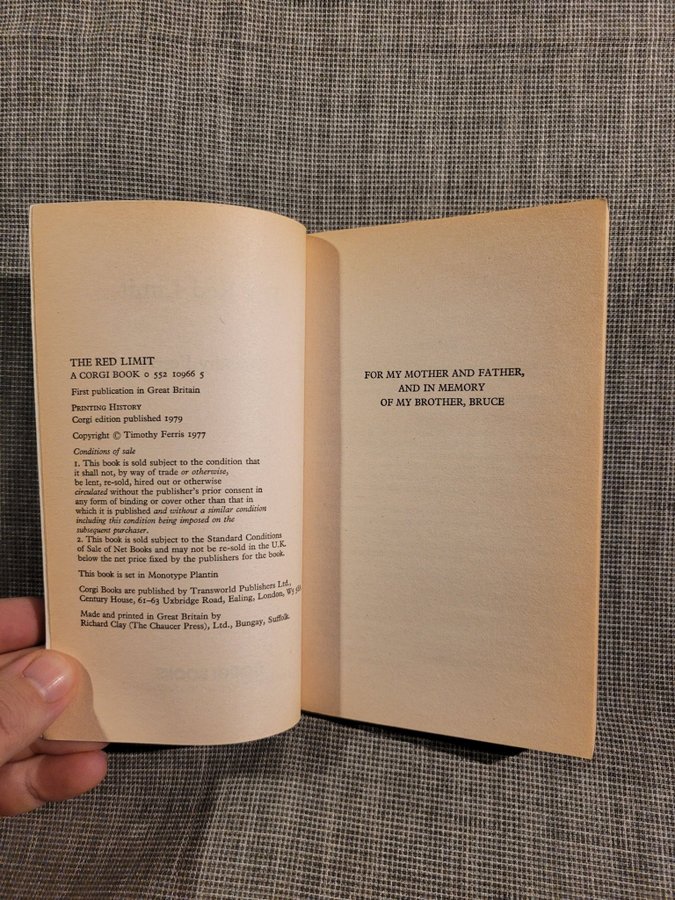 THE RED LIMIT
A CORGI BOOK 0 552 10966 5
First publication in Great Britain
PRINTING HISTORY
Corgi edition published 1979
Copyright © Timothy Ferris 1977
Conditions of sale
1. This book is sold subject to the condition that
it shall not, by way of trade or otherwise,
be lent, re-sold, hired out or otherwise
circulated without the publisher's prior consent in
any form of binding or cover other than that in
which it is published and without a similar condition
including this condition being imposed on the
subsequent purchaser.
2. This book is sold subject to the Standard Conditions
of Sale of Net Books and may not be re-sold in the U.K.
below the net price fixed by the publishers for the book.
This book is set in Monotype Plantin
Corgi Books are published by Transworld Publishers Ltd.,
Century House, 61–63 Uxbridge Road, Ealing, London, W5
Made and printed in Great Britain by
Richard Clay (The Chaucer Press), Ltd., Bungay, Suffolk.
FOR MY MOTHER AND FATHER,
AND IN MEMORY
OF MY BROTHER, BRUCE